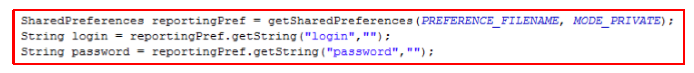 SharedPreferences reportingPref = getSharedPreferences(PREFERENCE_FILENAME, MODE_PRIVATE);
String login = reportingPref.getString("login","");
String password = reportingPref.getString("password","");